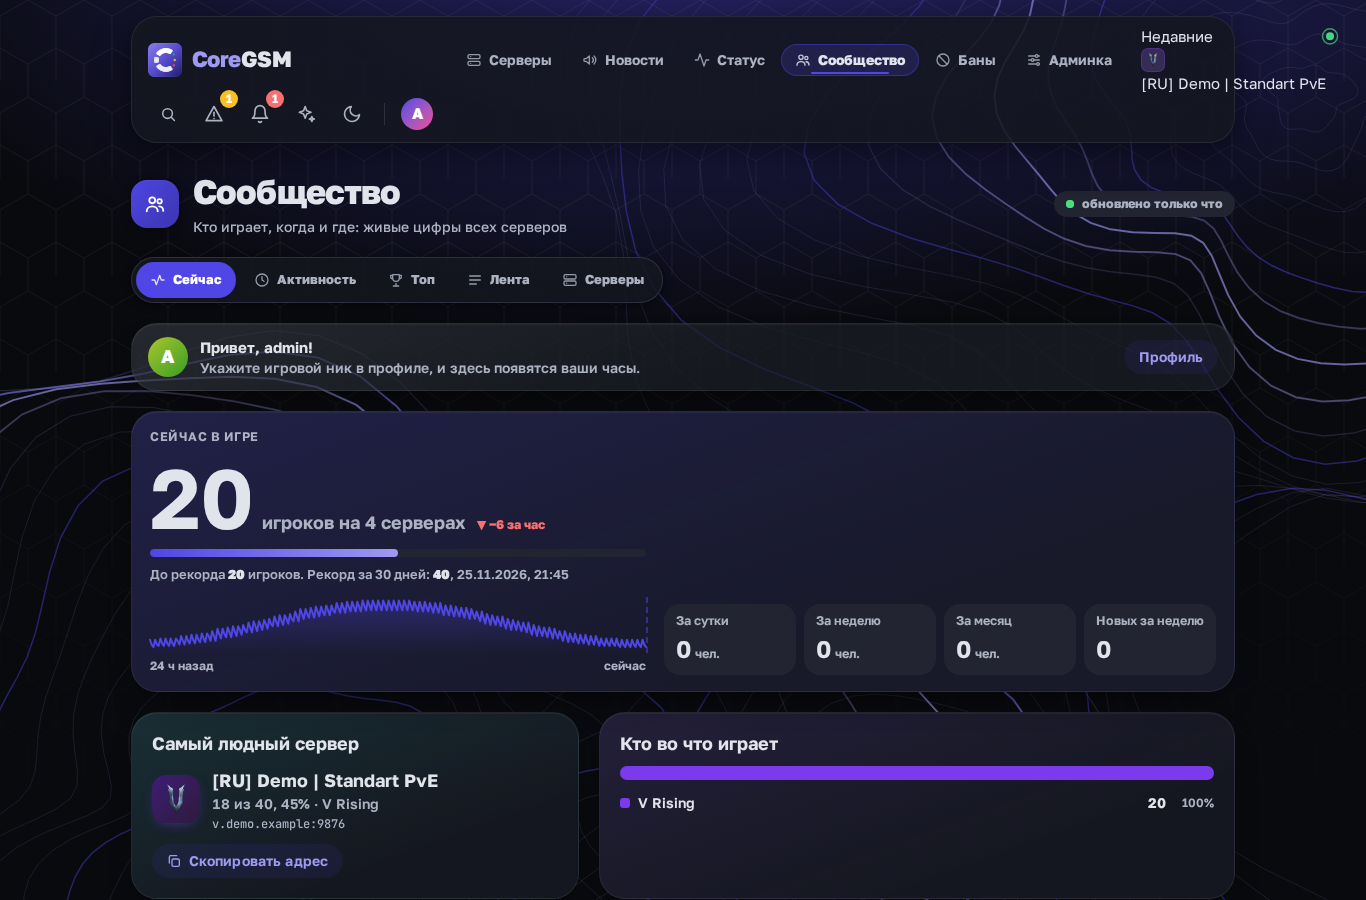 CoreGSM
Серверы
Новости
Статус
Сообщество
Баны
Админка
Недавние
[RU] Demo | Standart PvE
1
1
A
Сообщество
Кто играет, когда и где: живые цифры всех серверов
обновлено только что
Сейчас
Активность
Топ
Лента
Серверы
A
Привет, admin!
Укажите игровой ник в профиле, и здесь появятся ваши часы.
Профиль
СЕЙЧАС В ИГРЕ
20 игроков на 4 серверах ▼ −6 за час
До рекорда 20 игроков. Рекорд за 30 дней: 40, 25.11.2026, 21:45
24 ч назад
сейчас
За сутки
0 чел.
За неделю
0 чел.
За месяц
0 чел.
Новых за неделю
0
Самый людный сервер
[RU] Demo | Standart PvE
18 из 40, 45% · V Rising
v.demo.example:9876
Скопировать адрес
Кто во что играет
V Rising
20 100%